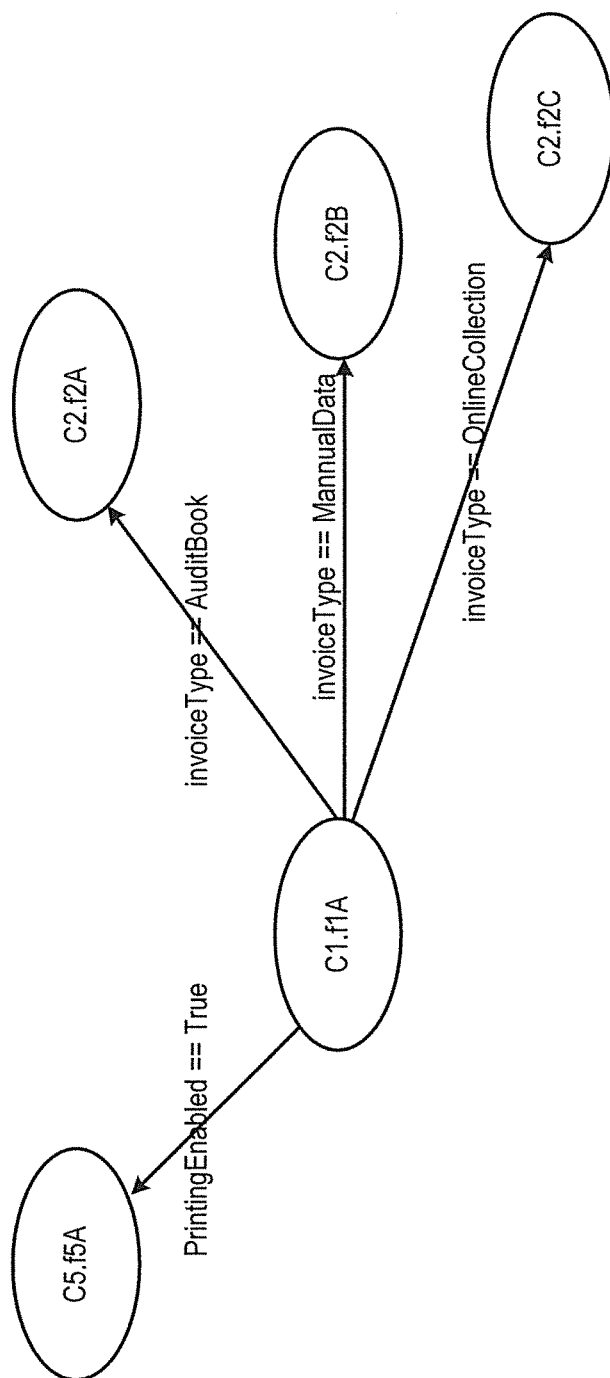 C5.f5A
PrintingEnabled == True
C1.f1A
invoiceType == AuditBook
C2.f2A
invoiceType == MannualData
C2.f2B
invoiceType == OnlineCollection
C2.f2C